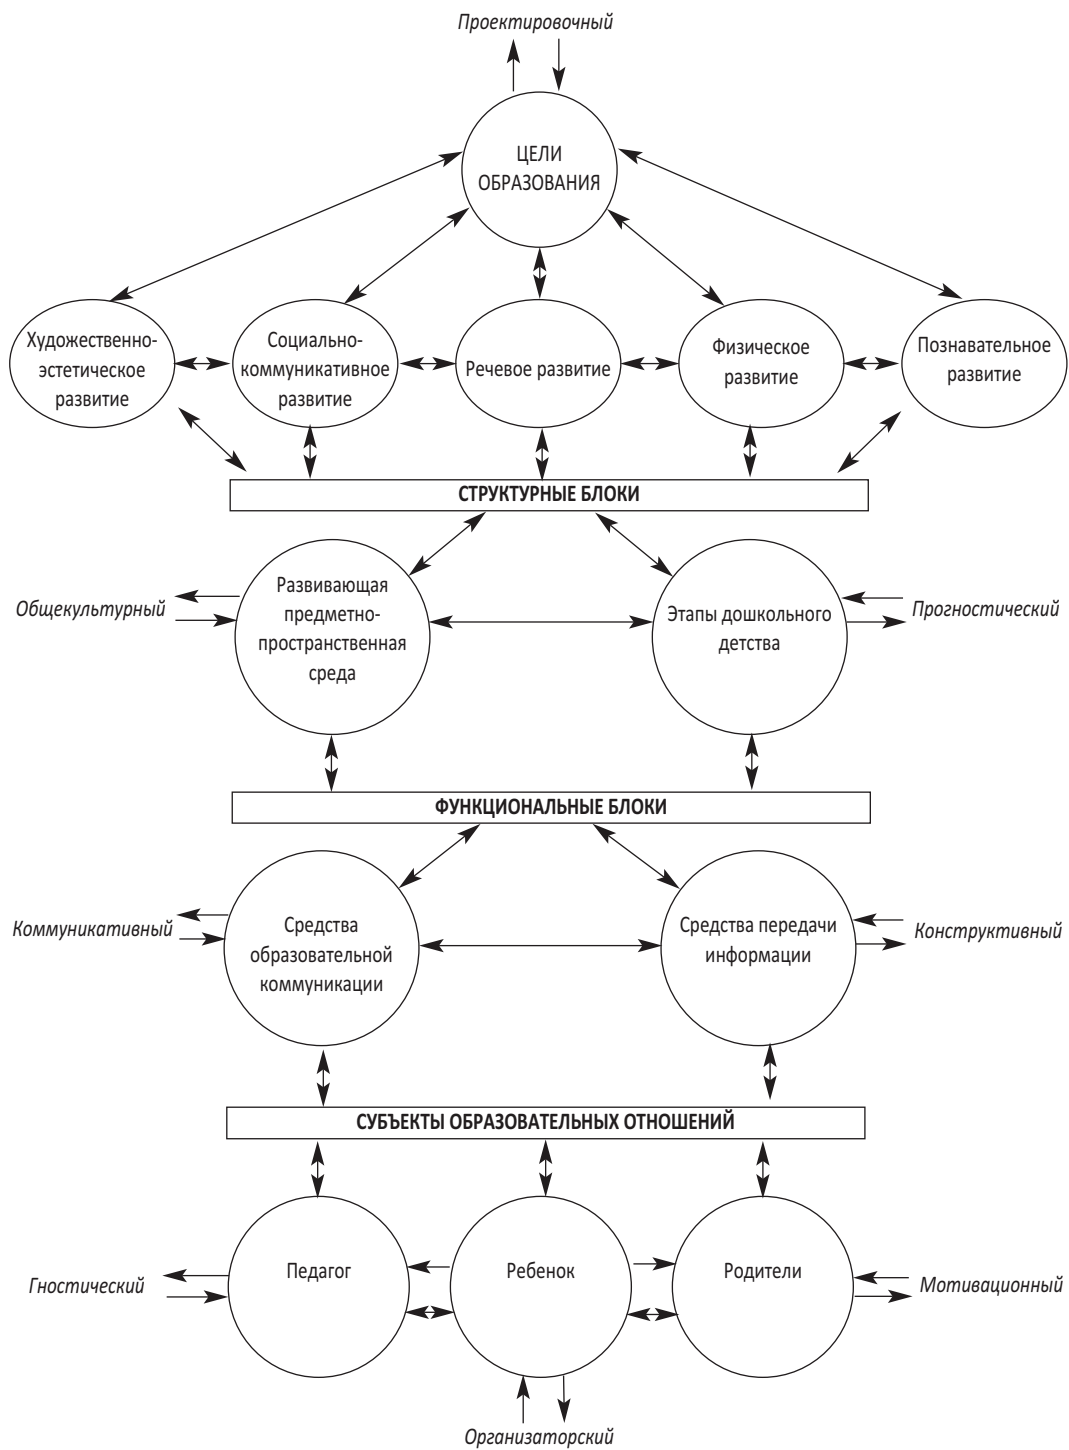 Проектировочный
ЦЕЛИ
ОБРАЗОВАНИЯ
Художественно-
эстетическое
развитие
Социально-
коммуникативное
развитие
Речевое развитие
Физическое
развитие
Познавательное
развитие
СТРУКТУРНЫЕ БЛОКИ
Общекультурный
Развивающая
предметно-
пространственная
среда
Этапы дошкольного
детства
Прогностический
ФУНКЦИОНАЛЬНЫЕ БЛОКИ
Коммуникативный
Средства
образовательной
коммуникации
Средства передачи
информации
Конструктивный
СУБЪЕКТЫ ОБРАЗОВАТЕЛЬНЫХ ОТНОШЕНИЙ
Гностический
Педагог
Ребенок
Родители
Мотивационный
Организаторский